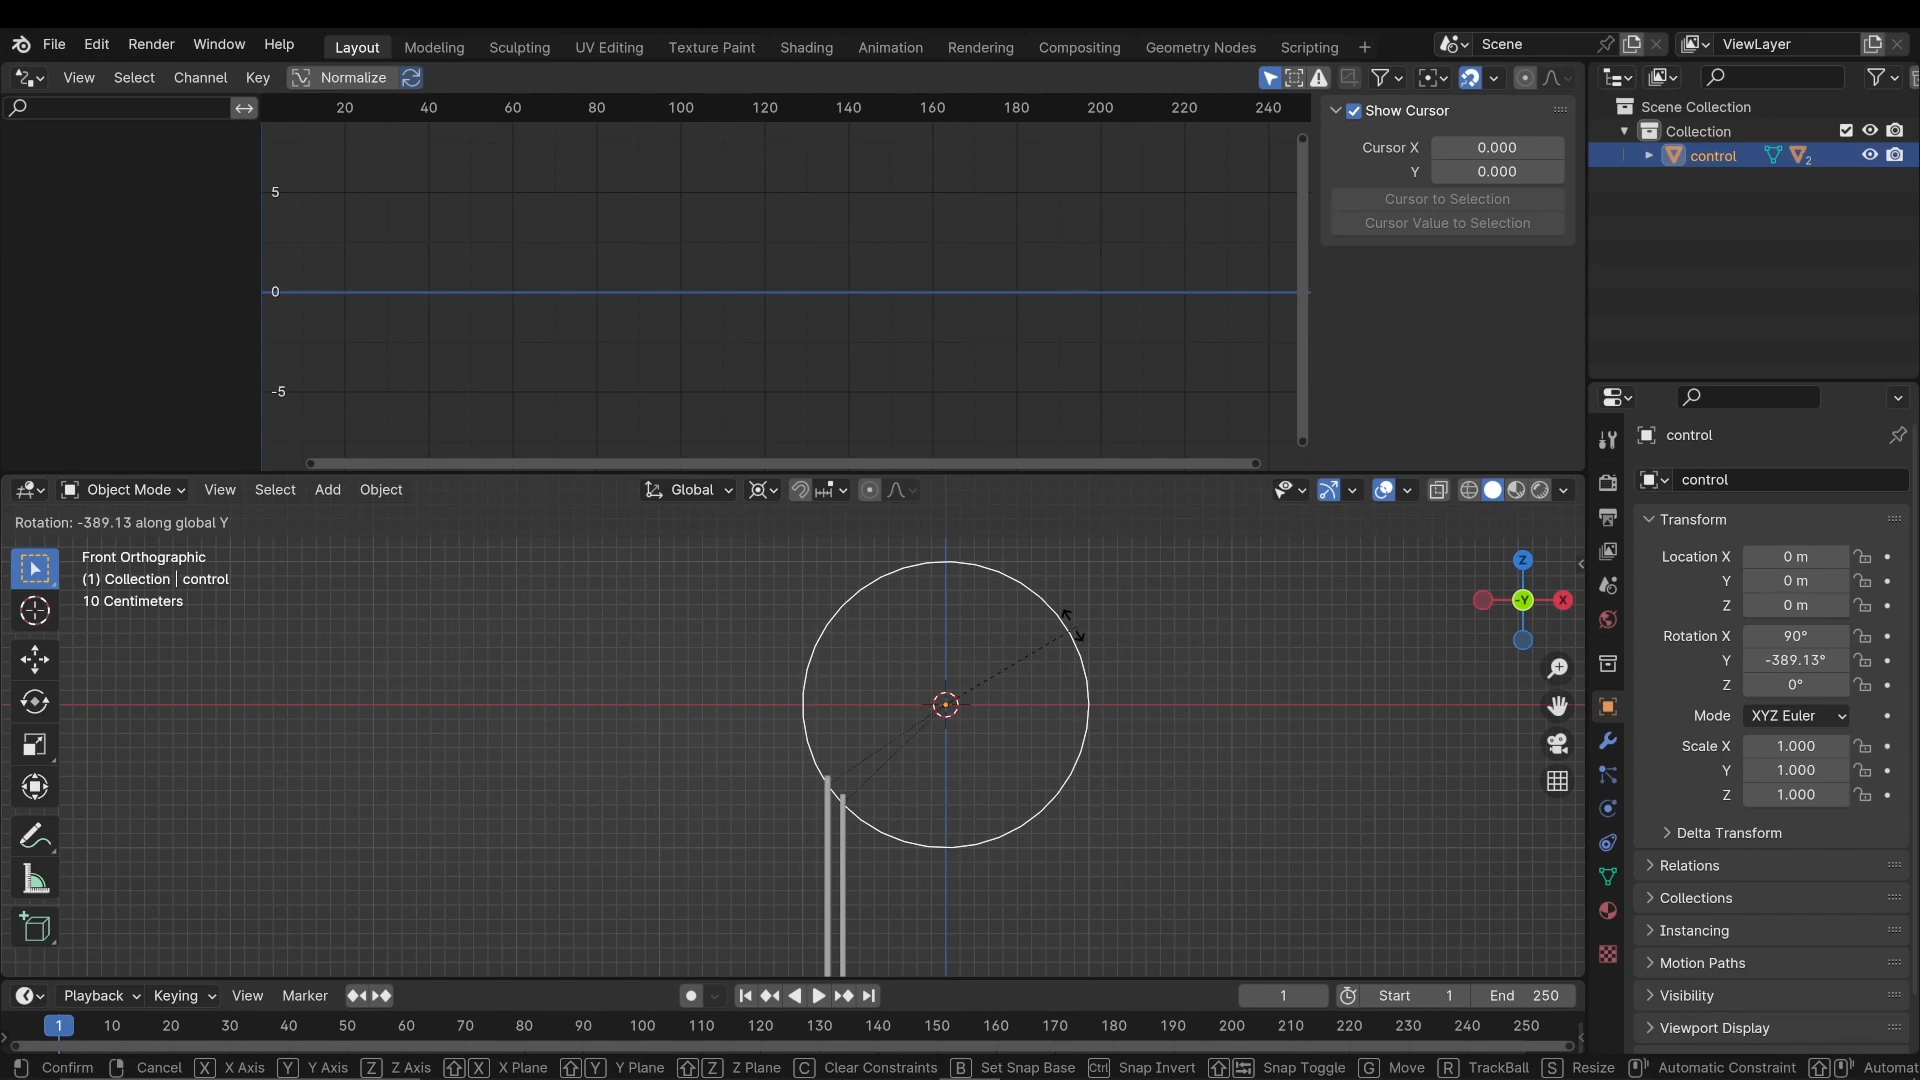 File Edit Render Window Help Layout Modeling Sculpting UV Editing Texture Paint Shading Animation Rendering Compositing Geometry Nodes Scripting + Scene ViewLayer
View Select Channel Key Normalize
20 40 60 80 100 120 140 160 180 200 220 240
Show Cursor
Cursor X 0.000
Y 0.000
Cursor to Selection
Cursor Value to Selection
5
0
-5
Scene Collection
Collection
control 2
control
control
Transform
Location X 0 m
Y 0 m
Z 0 m
Rotation X 90°
Y -389.13°
Z 0°
Mode XYZ Euler
Scale X 1.000
Y 1.000
Z 1.000
Delta Transform
Relations
Collections
Instancing
Motion Paths
Visibility
Viewport Display
Object Mode View Select Add Object Global
Rotation: -389.13 along global Y
Front Orthographic
(1) Collection | control
10 Centimeters
Z
-Y X
Playback Keying View Marker 1 Start 1 End 250
1 10 20 30 40 50 60 70 80 90 100 110 120 130 140 150 160 170 180 190 200 210 220 230 240 250
Confirm Cancel X X Axis Y Y Axis Z Z Axis X X Plane Y Y Plane Z Z Plane C Clear Constraints B Set Snap Base Ctrl Snap Invert Snap Toggle G Move R TrackBall S Resize Automatic Constraint Automat